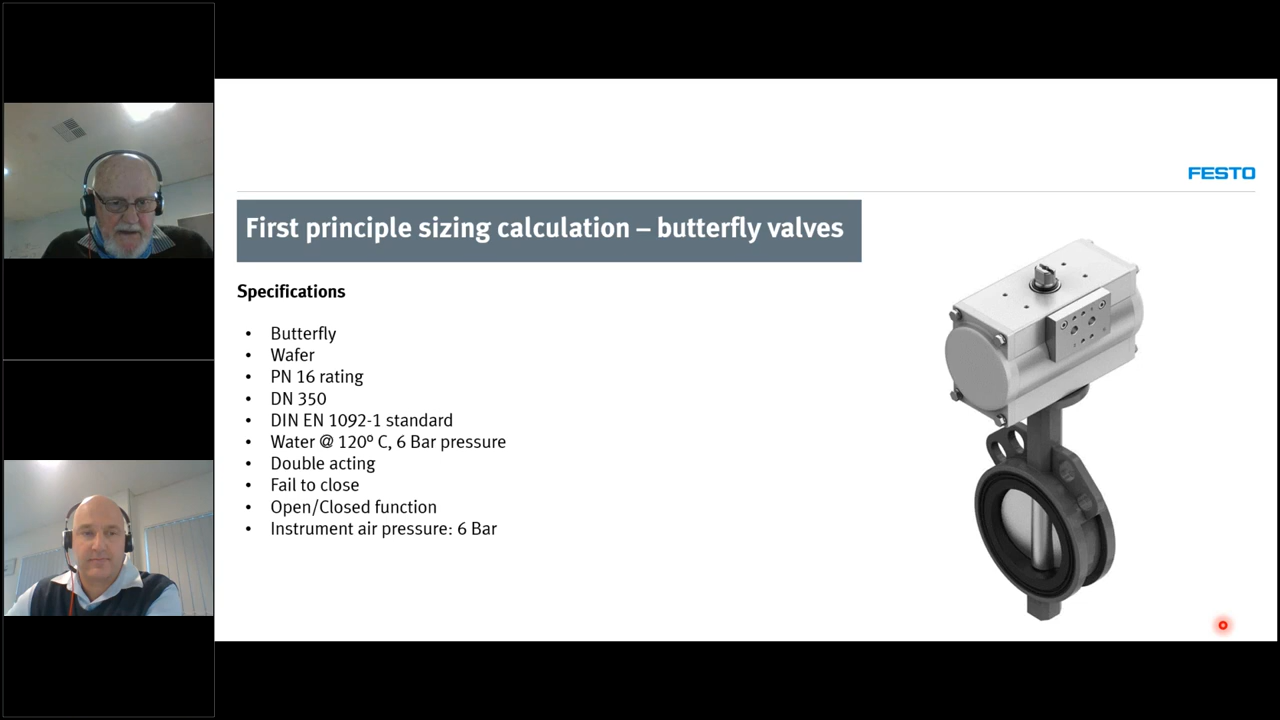 FESTO
First principle sizing calculation – butterfly valves
Specifications
• Butterfly
• Wafer
• PN 16 rating
• DN 350
• DIN EN 1092-1 standard
• Water @ 120º C, 6 Bar pressure
• Double acting
• Fail to close
• Open/Closed function
• Instrument air pressure: 6 Bar